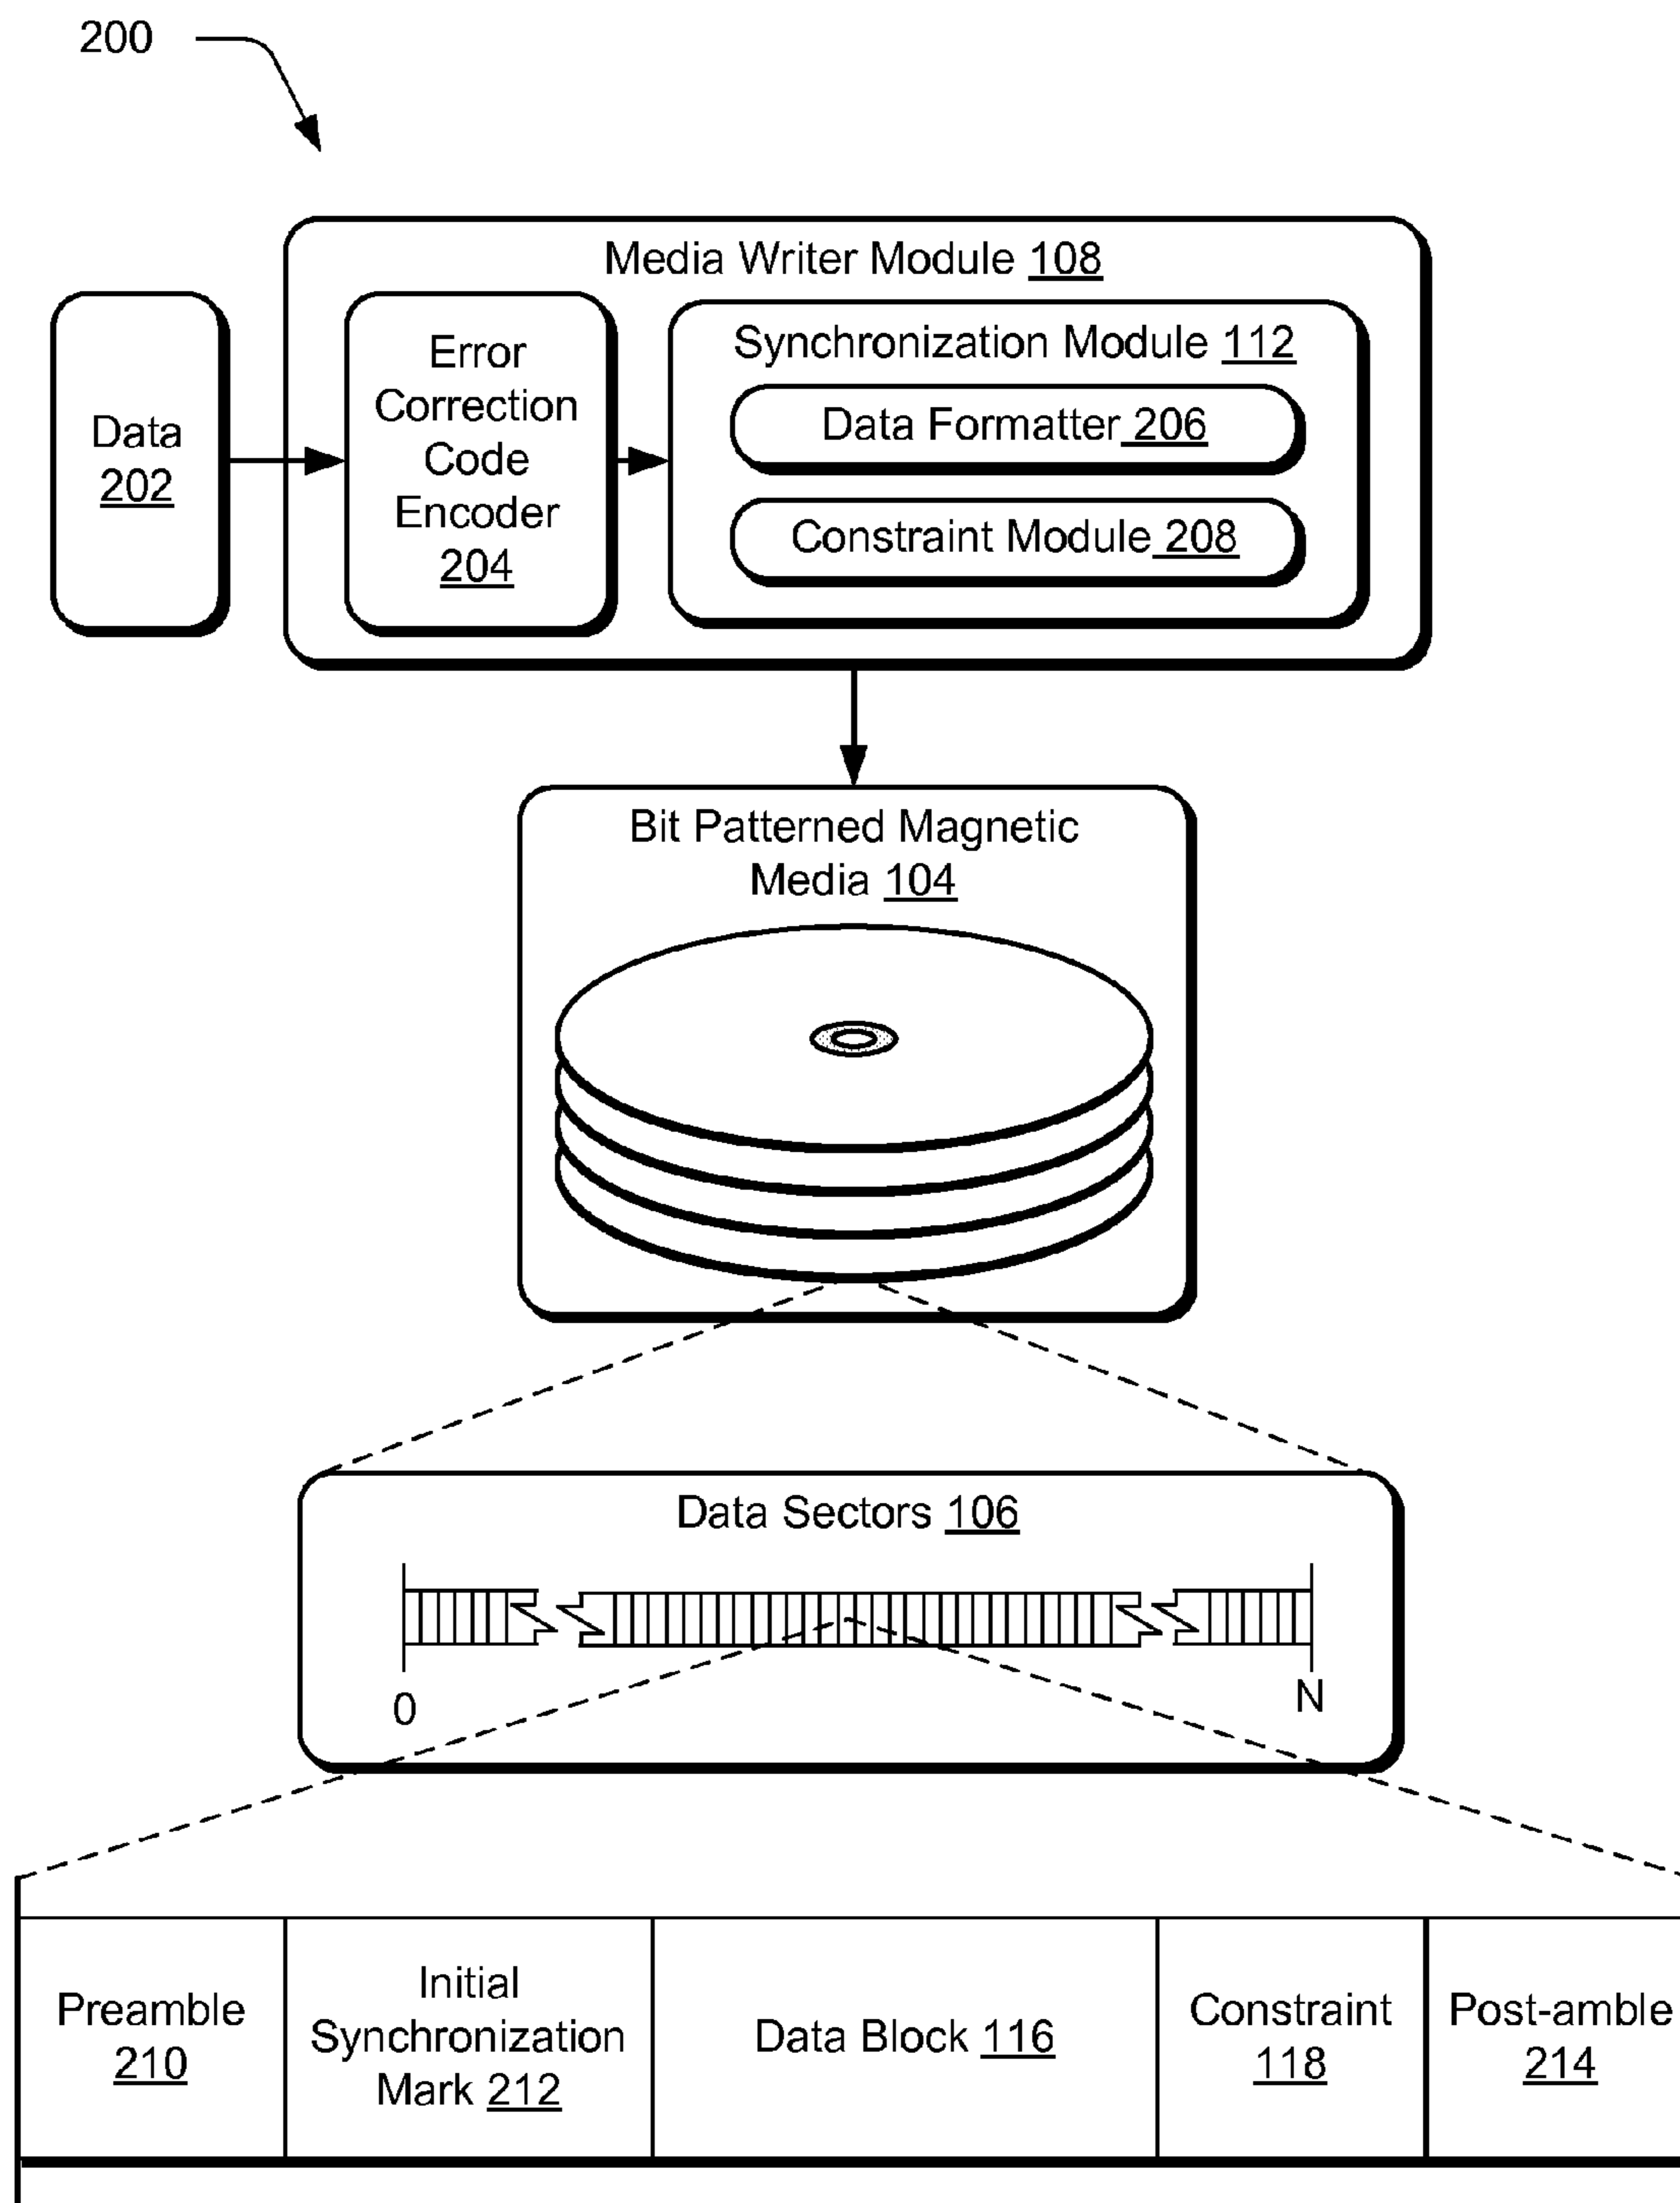 200
Media Writer Module 108
Data
202
Error
Correction
Code
Encoder
204
Synchronization Module 112
Data Formatter 206
Constraint Module 208
Bit Patterned Magnetic
Media 104
Data Sectors 106
0
N
Preamble
210
Initial
Synchronization
Mark 212
Data Block 116
Constraint
118
Post-amble
214